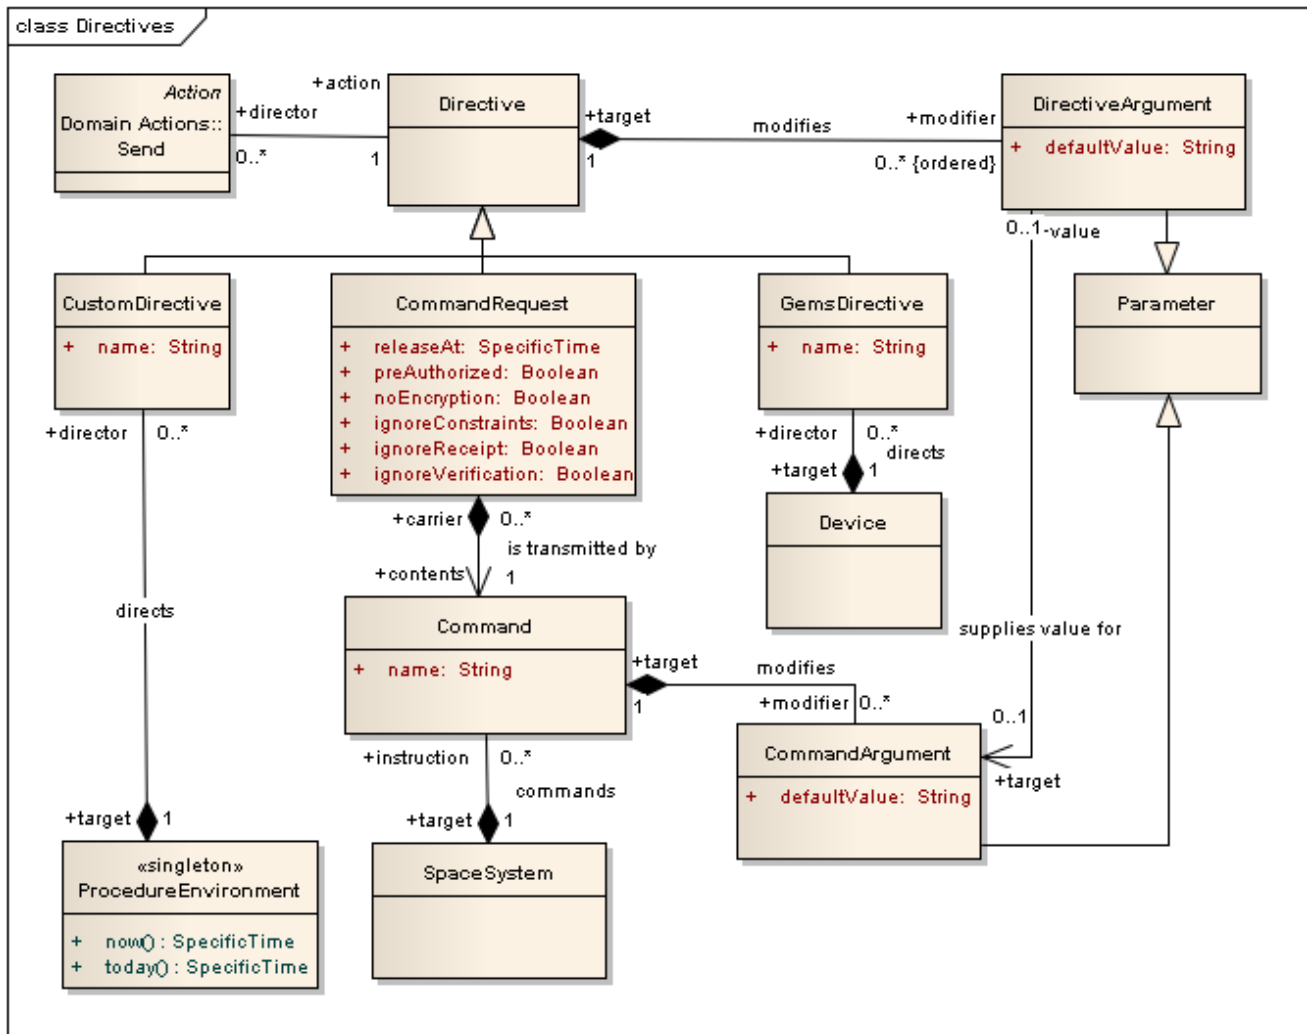 class Directives
Action
Domain Actions::
Send
+director
0..*
+action
1
Directive
+target
1
modifies
+modifier
0..* {ordered}
DirectiveArgument
+ defaultValue: String
0..1
-value
CustomDirective
+ name: String
CommandRequest
+ releaseAt: SpecificTime
+ preAuthorized: Boolean
+ noEncryption: Boolean
+ ignoreConstraints: Boolean
+ ignoreReceipt: Boolean
+ ignoreVerification: Boolean
GemsDirective
+ name: String
Parameter
+director
0..*
+director
0..*
directs
+target
1
+carrier
0..*
is transmitted by
+contents
1
Device
directs
Command
+ name: String
+target
1
modifies
+modifier
0..*
supplies value for
0..1
+target
CommandArgument
+ defaultValue: String
+instruction
0..*
commands
+target
1
+target
1
«singleton»
ProcedureEnvironment
+ now() : SpecificTime
+ today() : SpecificTime
SpaceSystem